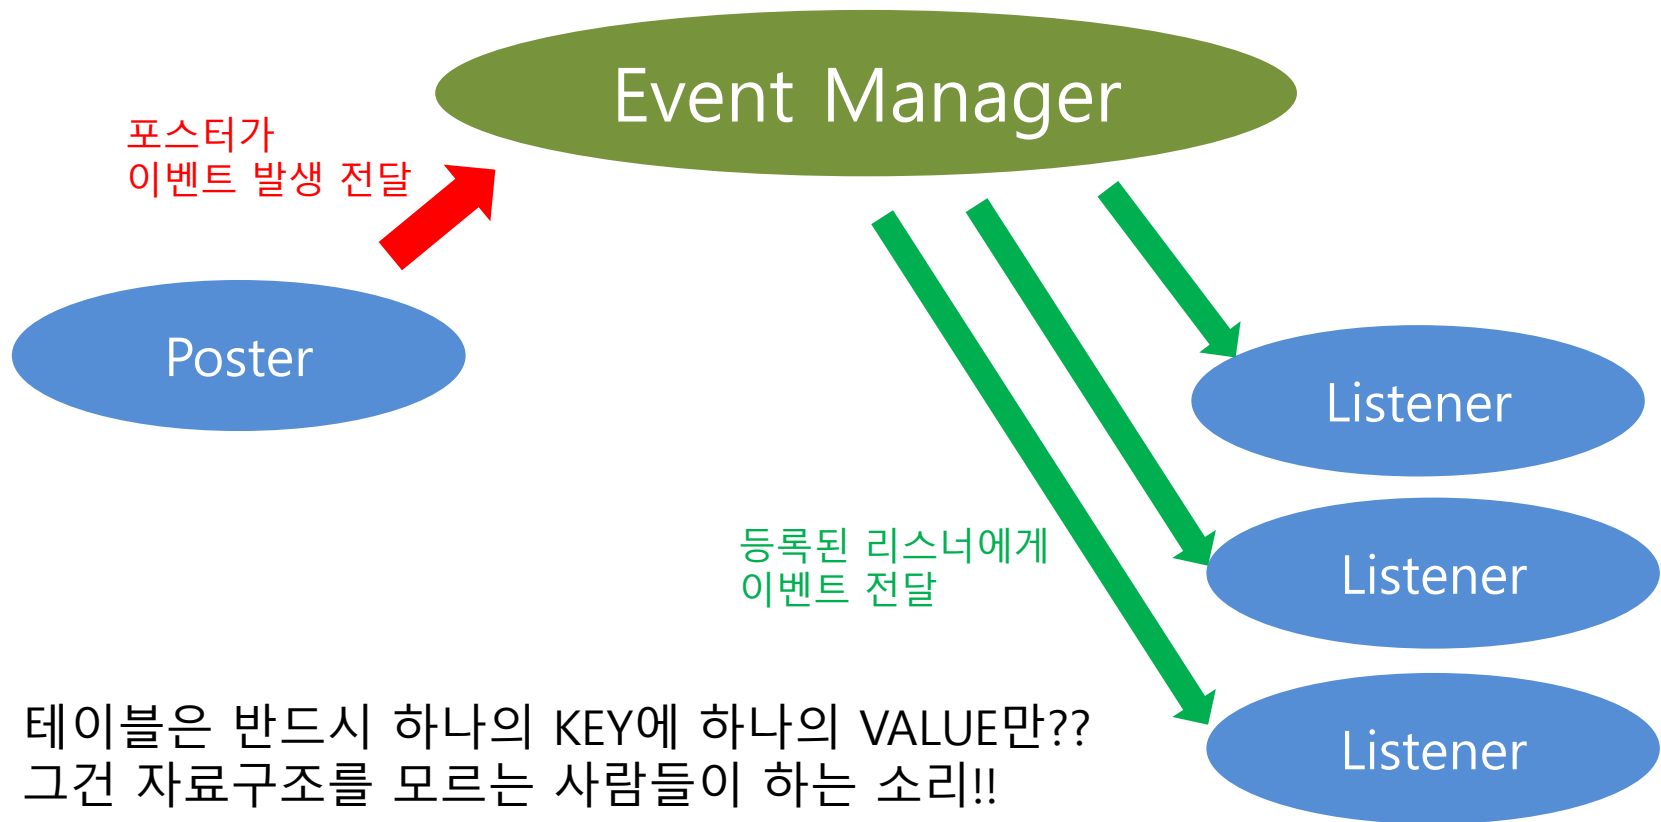 Event Manager
포스터가
이벤트 발생 전달
Poster
Listener
등록된 리스너에게
이벤트 전달
Listener
테이블은 반드시 하나의 KEY에 하나의 VALUE만??
그건 자료구조를 모르는 사람들이 하는 소리!!
Listener